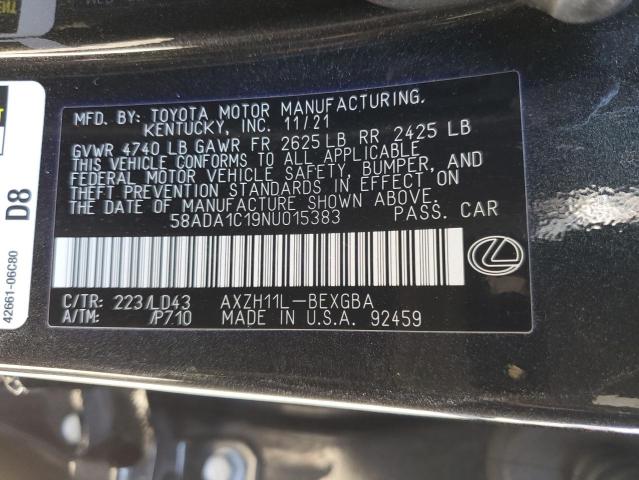 MFD. BY: TOYOTA MOTOR MANUFACTURING,
KENTUCKY, INC. 11/21
GVWR 4740 LB GAWR FR 2625 LB RR 2425 LB
THIS VEHICLE CONFORMS TO ALL APPLICABLE
FEDERAL MOTOR VEHICLE SAFETY, BUMPER, AND
THEFT PREVENTION STANDARDS IN EFFECT ON
THE DATE OF MANUFACTURE SHOWN ABOVE.
58ADA1C19NU015383 PASS. CAR
C/TR: 223/LD43 AXZH11L-BEXGBA
A/TM: /P710 MADE IN U.S.A. 92459
D8
42661-06C80